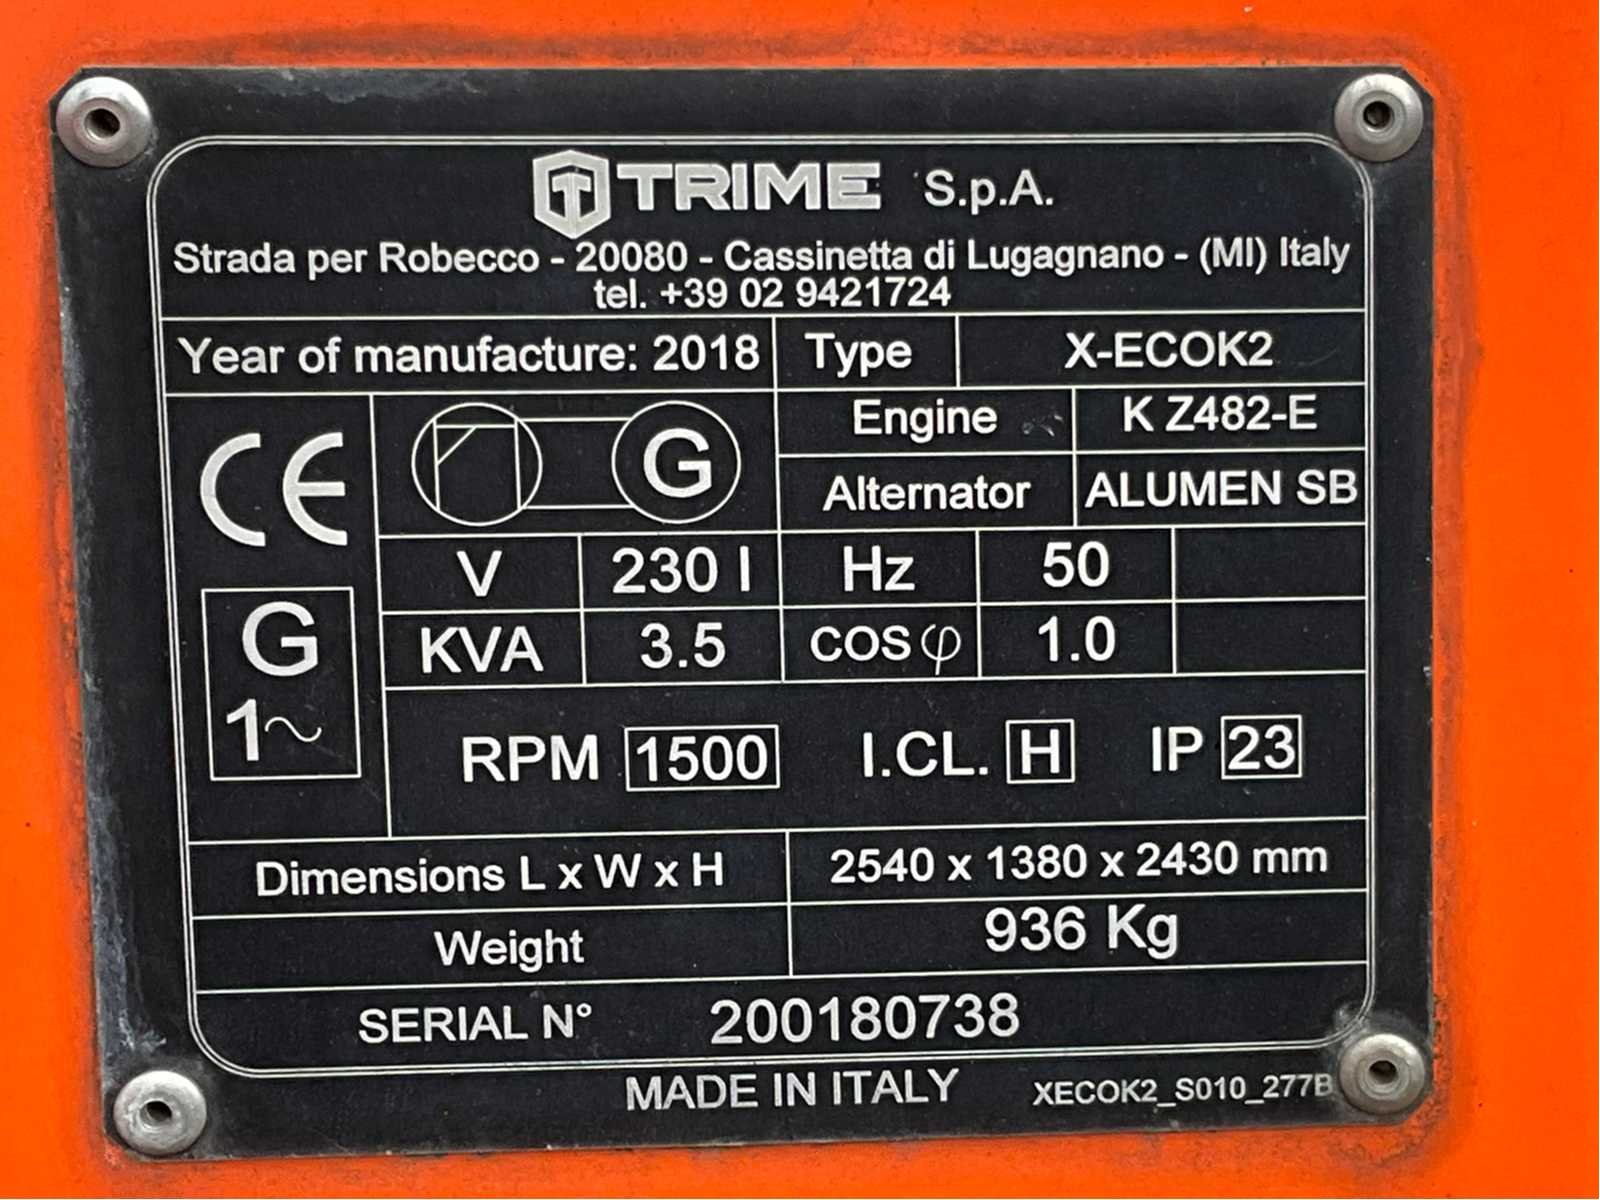 TRIME S.p.A.
Strada per Robecco - 20080 - Cassinetta di Lugagnano - (MI) Italy
tel. +39 02 9421724
Year of manufacture: 2018 Type X-ECOK2
Engine K Z482-E
CE G Alternator ALUMEN SB
V 230 I Hz 50
G KVA 3.5 COS φ 1.0
1~ RPM 1500 I.CL. H IP 23
Dimensions L x W x H 2540 x 1380 x 2430 mm
Weight 936 Kg
SERIAL N° 200180738
MADE IN ITALY XECOK2_S010_277B